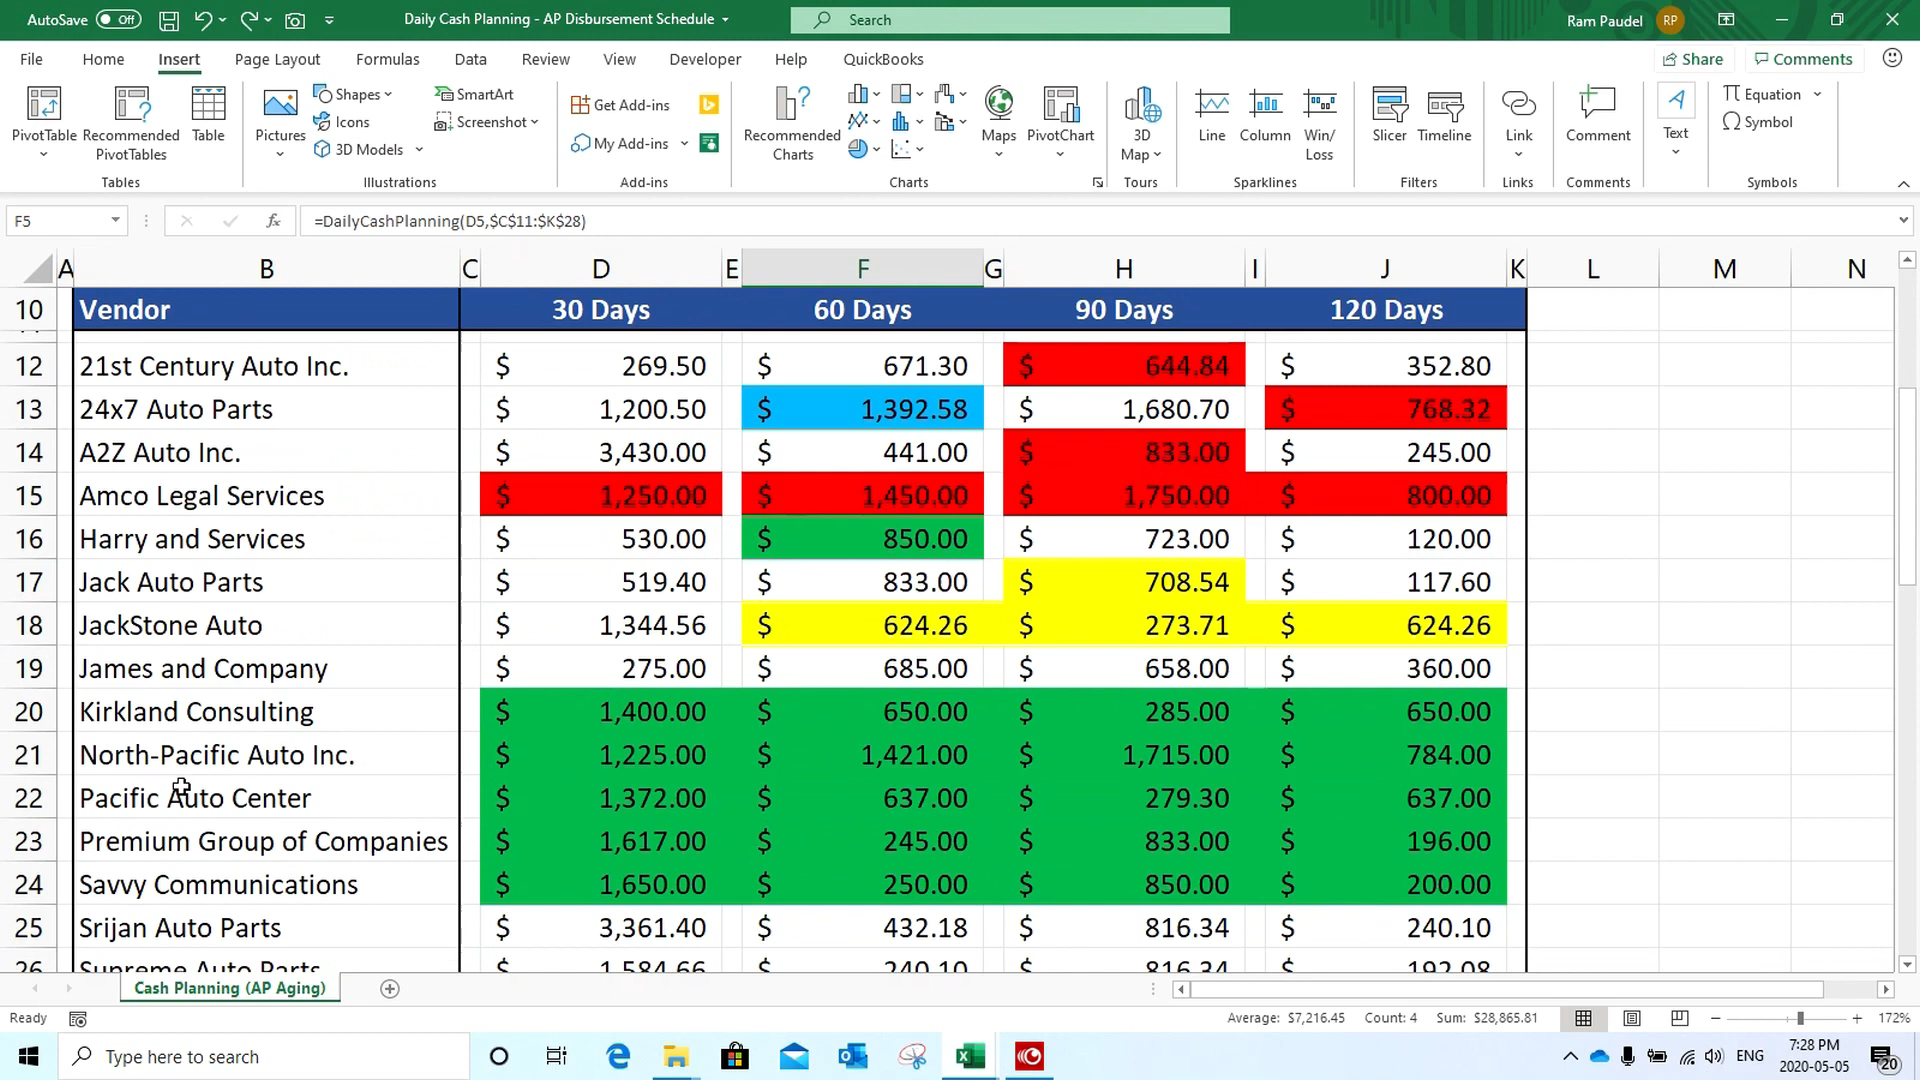 AutoSave Off Daily Cash Planning - AP Disbursement Schedule Search Ram Paudel RP
File Home Insert Page Layout Formulas Data Review View Developer Help QuickBooks Share Comments
PivotTable Recommended PivotTables Table
Tables
Pictures Shapes Icons 3D Models SmartArt Screenshot
Illustrations
Get Add-ins My Add-ins
Add-ins
Recommended Charts Maps PivotChart
Charts
3D Map
Tours
Line Column Win/Loss
Sparklines
Slicer Timeline
Filters
Link
Links
Comment
Comments
Text
Equation Symbol
Symbols
F5 fx =DailyCashPlanning(D5,$C$11:$K$28)
A B C D E F G H I J K L M N
10 Vendor 30 Days 60 Days 90 Days 120 Days
12 21st Century Auto Inc. $ 269.50 $ 671.30 $ 644.84 $ 352.80
13 24x7 Auto Parts $ 1,200.50 $ 1,392.58 $ 1,680.70 $ 768.32
14 A2Z Auto Inc. $ 3,430.00 $ 441.00 $ 833.00 $ 245.00
15 Amco Legal Services $ 1,250.00 $ 1,450.00 $ 1,750.00 $ 800.00
16 Harry and Services $ 530.00 $ 850.00 $ 723.00 $ 120.00
17 Jack Auto Parts $ 519.40 $ 833.00 $ 708.54 $ 117.60
18 JackStone Auto $ 1,344.56 $ 624.26 $ 273.71 $ 624.26
19 James and Company $ 275.00 $ 685.00 $ 658.00 $ 360.00
20 Kirkland Consulting $ 1,400.00 $ 650.00 $ 285.00 $ 650.00
21 North-Pacific Auto Inc. $ 1,225.00 $ 1,421.00 $ 1,715.00 $ 784.00
22 Pacific Auto Center $ 1,372.00 $ 637.00 $ 279.30 $ 637.00
23 Premium Group of Companies $ 1,617.00 $ 245.00 $ 833.00 $ 196.00
24 Savvy Communications $ 1,650.00 $ 250.00 $ 850.00 $ 200.00
25 Srijan Auto Parts $ 3,361.40 $ 432.18 $ 816.34 $ 240.10
26 Supreme Auto Parts $ 1,584.66 $ 240.10 $ 816.34 $ 192.08
Cash Planning (AP Aging)
Ready Average: $7,216.45 Count: 4 Sum: $28,865.81 172%
Type here to search ENG 7:28 PM
2020-05-05 20